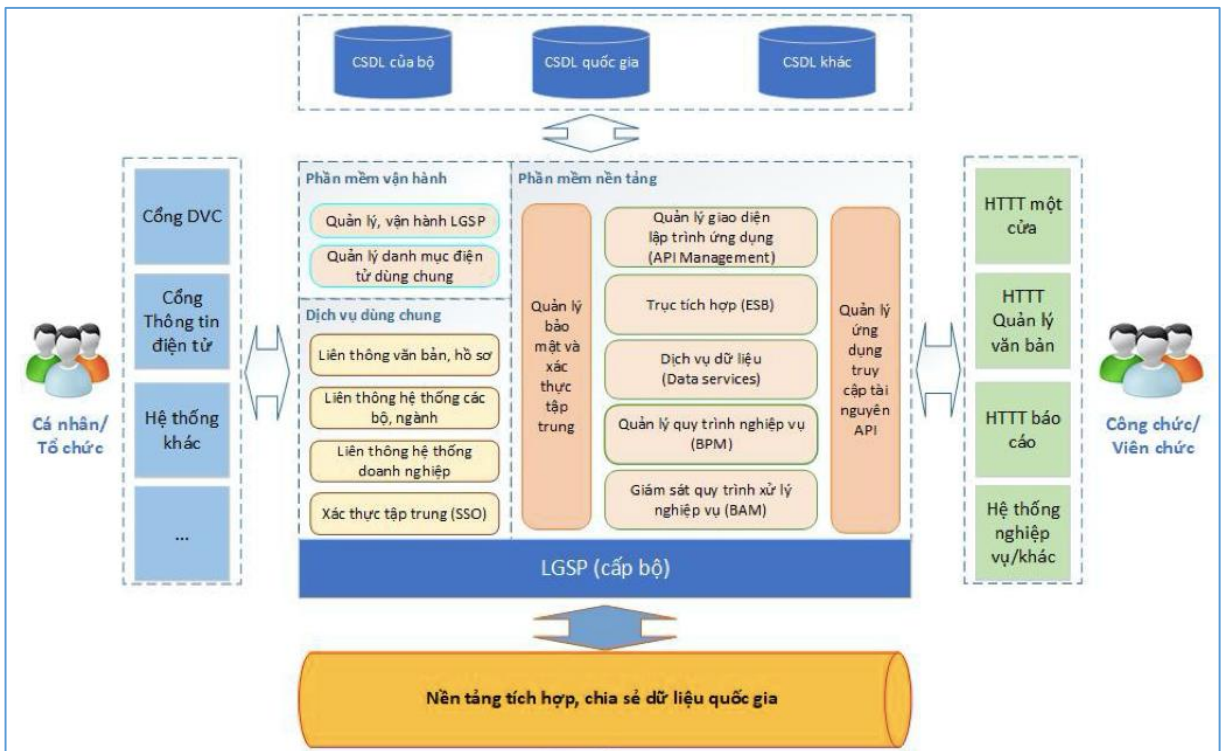 CSDL của bộ
CSDL quốc gia
CSDL khác
Cá nhân/
Tổ chức
Cổng DVC
Cổng
Thông tin
điện tử
Hệ thống
khác
...
Phần mềm vận hành
Quản lý, vận hành LGSP
Quản lý danh mục điện
tử dùng chung
Dịch vụ dùng chung
Liên thông văn bản, hồ sơ
Liên thông hệ thống các
bộ, ngành
Liên thông hệ thống
doanh nghiệp
Xác thực tập trung (SSO)
Phần mềm nền tảng
Quản lý
bảo
mật và
xác
thực
tập
trung
Quản lý giao diện
lập trình ứng dụng
(API Management)
Trục tích hợp (ESB)
Dịch vụ dữ liệu
(Data services)
Quản lý quy trình nghiệp vụ
(BPM)
Giám sát quy trình xử lý
nghiệp vụ (BAM)
Quản lý
ứng
dụng
truy
cập tài
nguyên
API
HTTT một
cửa
HTTT
Quản lý
văn bản
HTTT báo
cáo
Hệ thống
nghiệp
vụ/khác
Công chức/
Viên chức
LGSP (cấp bộ)
Nền tảng tích hợp, chia sẻ dữ liệu quốc gia